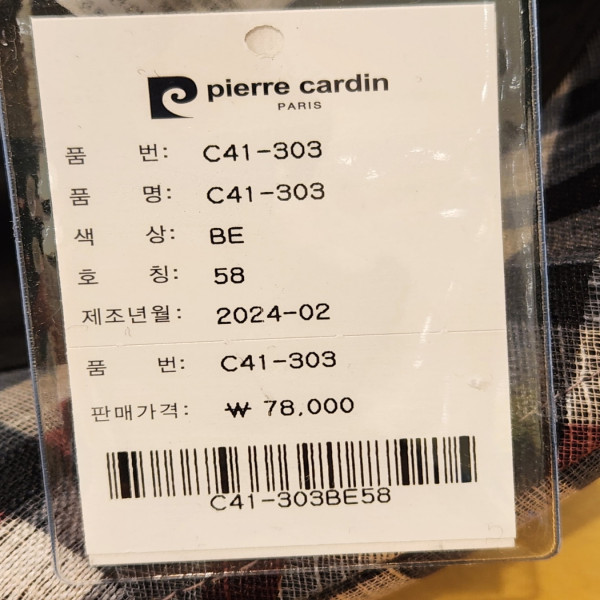 pierre cardin
PARIS
품 번: C41-303
품 명: C41-303
색 상: BE
호 칭: 58
제조년월: 2024-02
품 번: C41-303
판매가격: ₩ 78,000
C41-303BE58